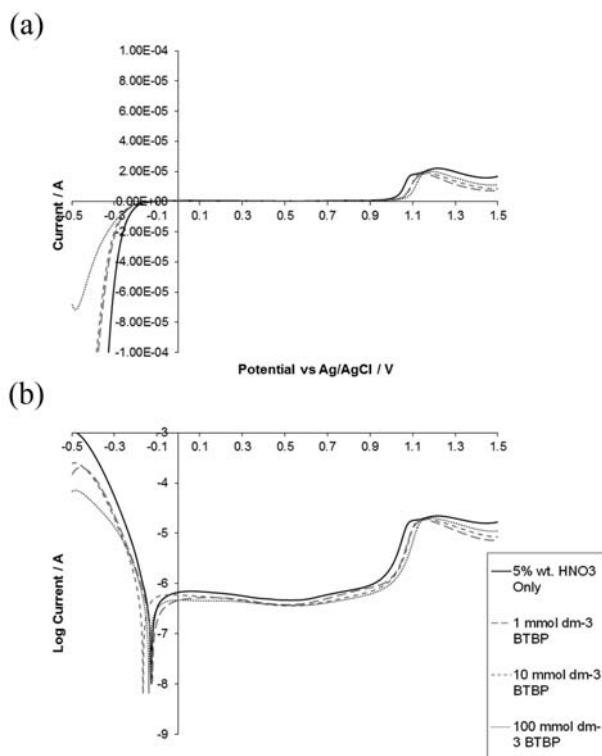 (a)
1.00E-04
8.00E-05
6.00E-05
4.00E-05
2.00E-05
0.00E+00
-0.5 -0.3 -0.1 0.1 0.3 0.5 0.7 0.9 1.1 1.3 1.5
-2.00E-05
-4.00E-05
-6.00E-05
-8.00E-05
-1.00E-04
Current / A
Potential vs Ag/AgCl / V
(b)
-3
-0.5 -0.3 -0.1 0.1 0.3 0.5 0.7 0.9 1.1 1.3 1.5
-4
-5
-6
-7
-8
-9
Log Current / A
5% wt. HNO3
Only
1 mmol dm-3
BTBP
10 mmol dm-3
BTBP
100 mmol dm-
3 BTBP